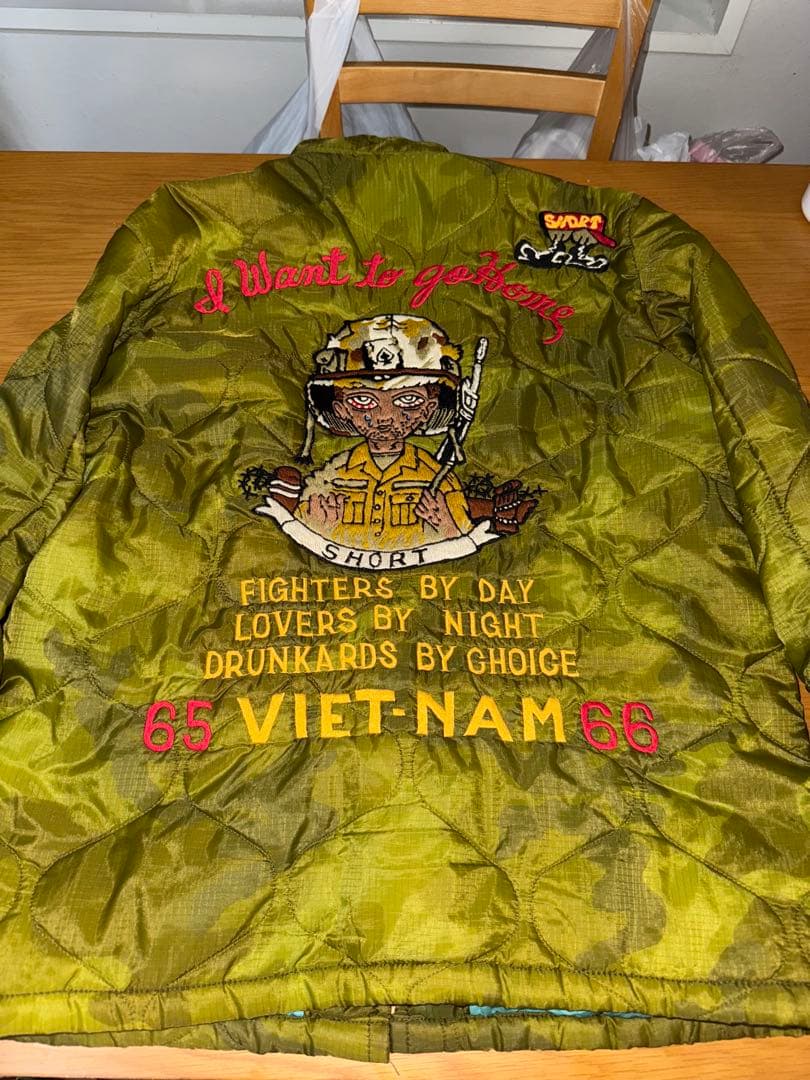 SHORT
I Want to go Home
SHORT
FIGHTERS BY DAY
LOVERS BY NIGHT
DRUNKARDS BY CHOICE
65 VIET-NAM 66